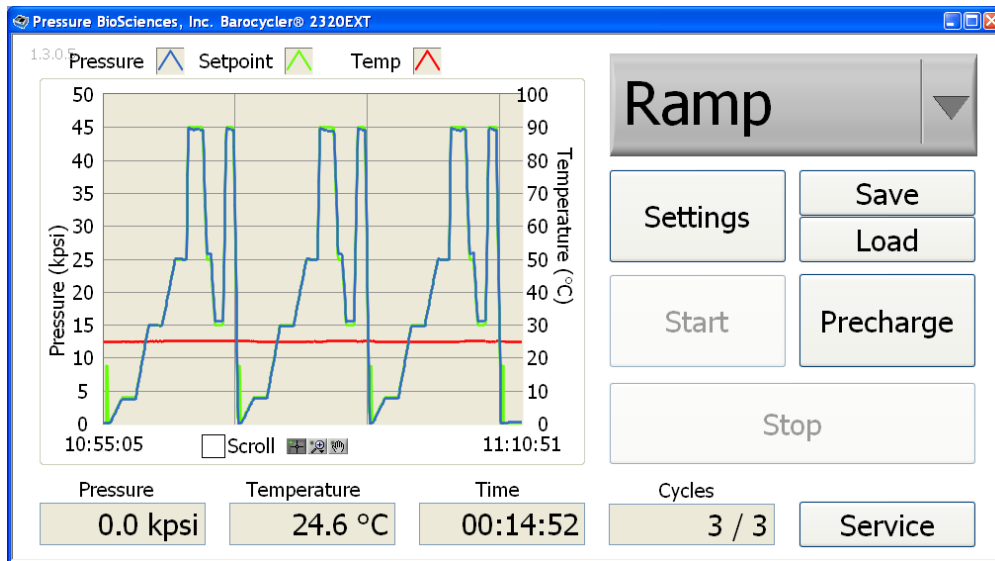 Pressure BioSciences, Inc. Barocycler® 2320EXT
1.3.0.5
Pressure Setpoint Temp
50 100
45 90
40 80
35 70
30 60
25 50
20 40
15 30
10 20
5 10
0 0
Pressure (kpsi)
Temperature (°C)
10:55:05 Scroll 11:10:51
Ramp
Settings
Save
Load
Start
Precharge
Stop
Pressure Temperature Time Cycles
0.0 kpsi 24.6 °C 00:14:52 3 / 3
Service